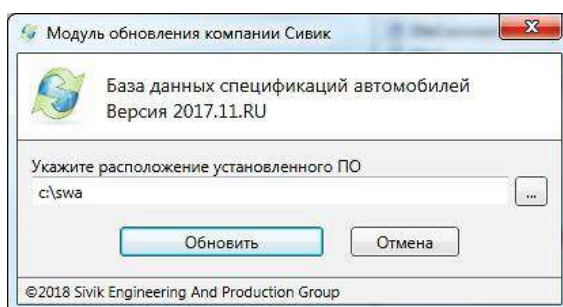 Модуль обновления компании Сивик
База данных спецификаций автомобилей
Версия 2017.11.RU
Укажите расположение установленного ПО
c:\swa
...
Обновить
Отмена
©2018 Sivik Engineering And Production Group